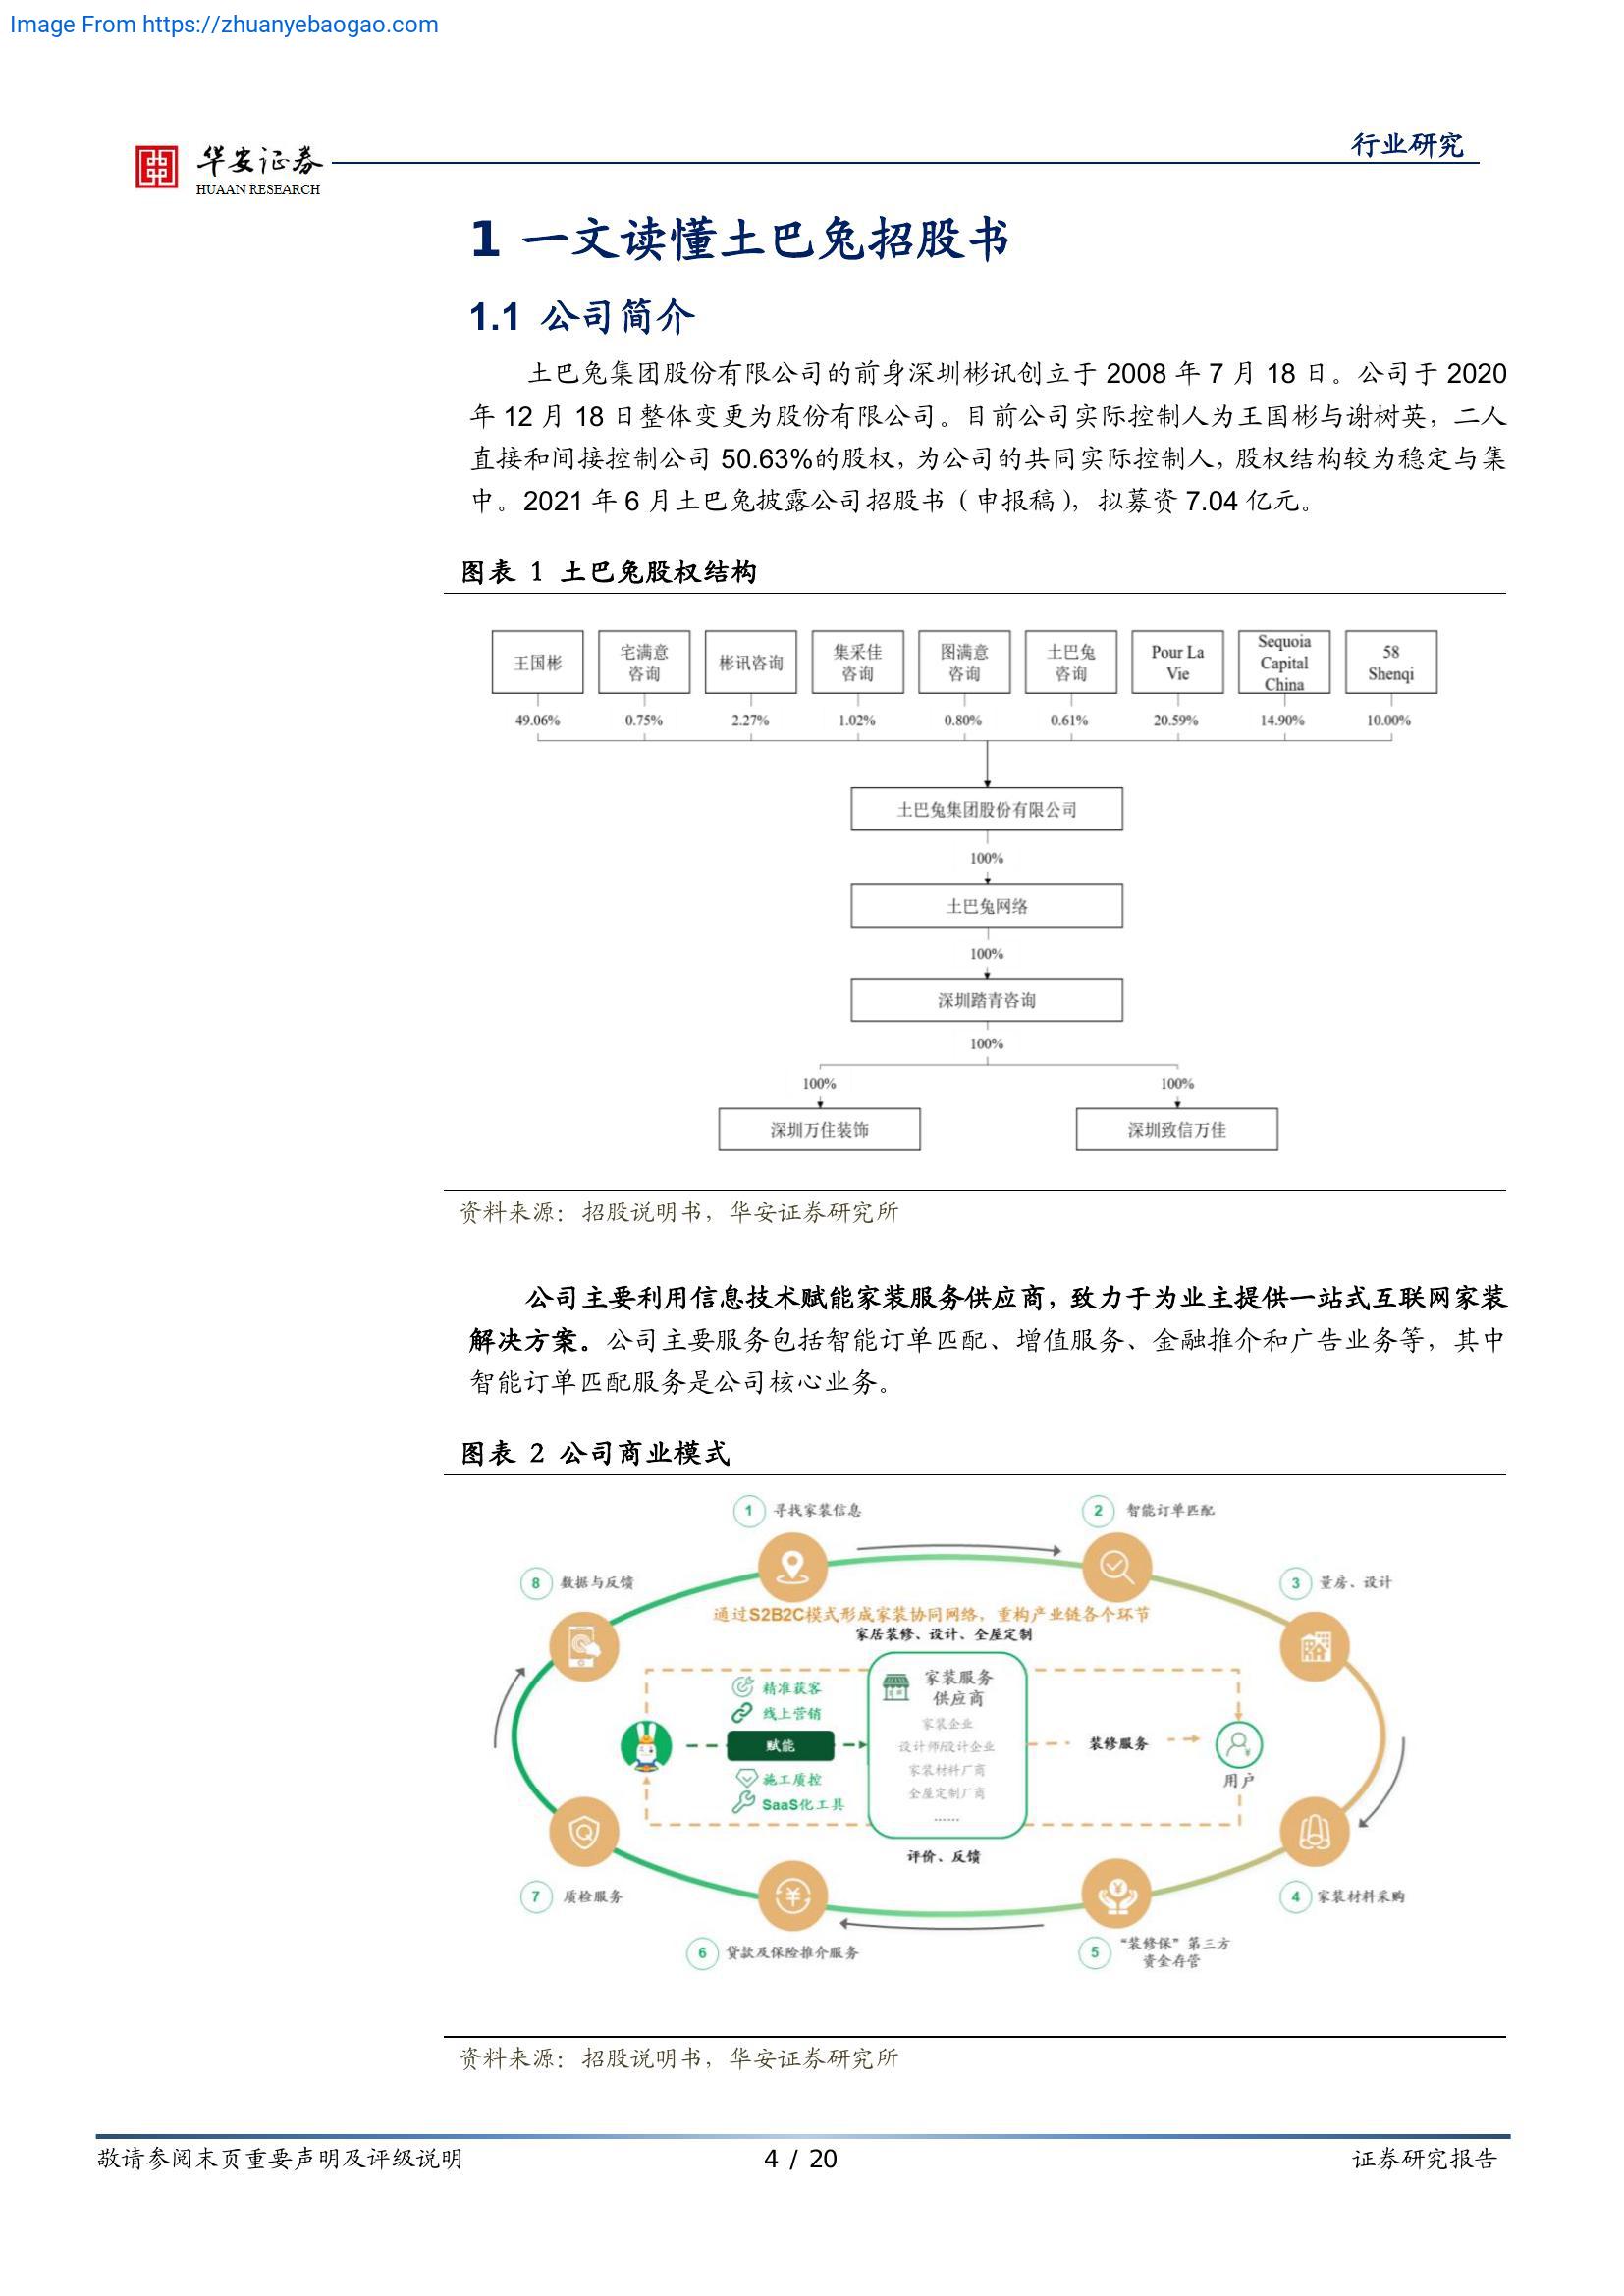 Image From https://zhuanyebaogao.com
华安证券
HUAAN RESEARCH
行业研究
1 一文读懂土巴兔招股书
1.1 公司简介
土巴兔集团股份有限公司的前身深圳彬讯创立于 2008 年 7 月 18 日。公司于 2020
年 12 月 18 日整体变更为股份有限公司。目前公司实际控制人为王国彬与谢树英，二人
直接和间接控制公司 50.63%的股权，为公司的共同实际控制人，股权结构较为稳定与集
中。2021 年 6 月土巴兔披露公司招股书（申报稿），拟募资 7.04 亿元。
图表 1 土巴兔股权结构
王国彬
宅满意
咨询
彬讯咨询
集采佳
咨询
图满意
咨询
土巴兔
咨询
Pour La
Vie
Sequoia
Capital
China
58
Shenqi
49.06%
0.75%
2.27%
1.02%
0.80%
0.61%
20.59%
14.90%
10.00%
土巴兔集团股份有限公司
100%
土巴兔网络
100%
深圳踏青咨询
100%
100%
100%
深圳万住装饰
深圳致信万佳
资料来源：招股说明书，华安证券研究所
公司主要利用信息技术赋能家装服务供应商，致力于为业主提供一站式互联网家装
解决方案。公司主要服务包括智能订单匹配、增值服务、金融推介和广告业务等，其中
智能订单匹配服务是公司核心业务。
图表 2 公司商业模式
1 寻找家装信息
2 智能订单匹配
8 数据与反馈
3 量房、设计
通过S2B2C模式形成家装协同网络，重构产业链各个环节
家居装修、设计、全屋定制
精准获客
线上营销
赋能
施工质控
SaaS化工具
家装服务
供应商
家装企业
设计师/设计企业
家装材料厂商
全屋定制厂商
……
装修服务
用户
评价、反馈
7 质检服务
4 家装材料采购
6 贷款及保险推介服务
5 “装修保”第三方
资金存管
资料来源：招股说明书，华安证券研究所
敬请参阅末页重要声明及评级说明
4 / 20
证券研究报告